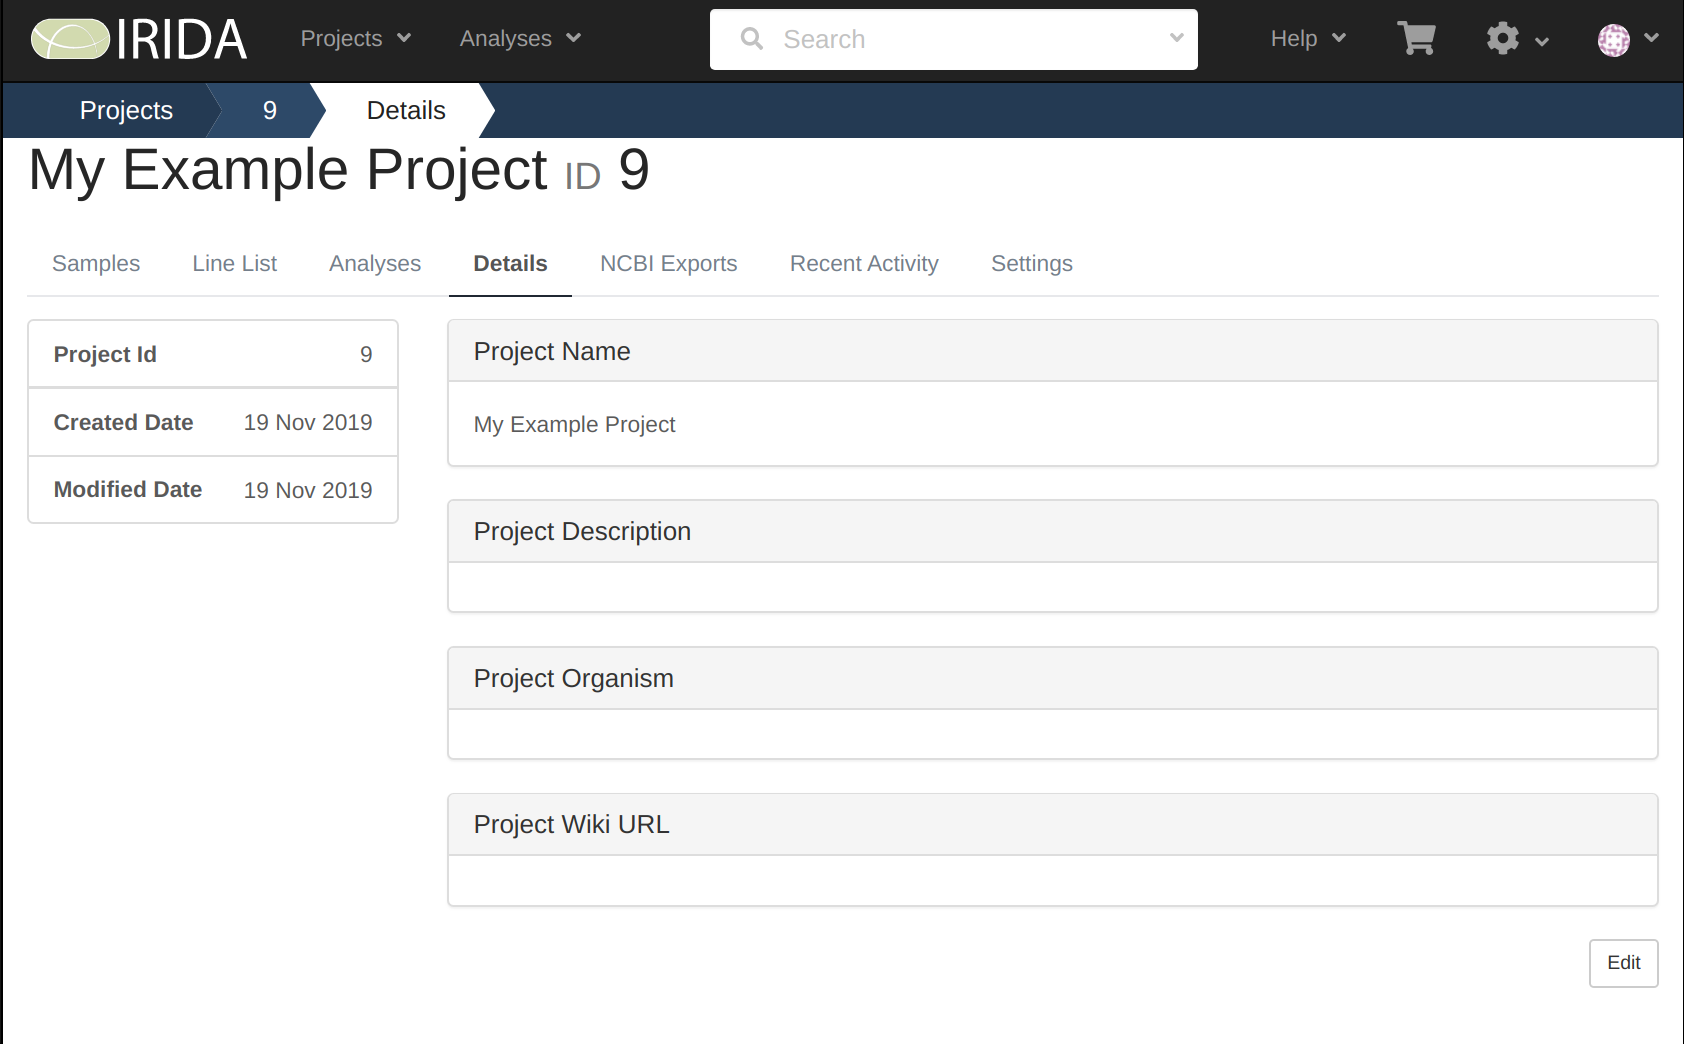 IRIDA Projects Analyses Search Help
Projects 9 Details
My Example Project ID 9
Samples Line List Analyses Details NCBI Exports Recent Activity Settings
Project Id 9
Created Date 19 Nov 2019
Modified Date 19 Nov 2019
Project Name
My Example Project
Project Description
Project Organism
Project Wiki URL
Edit